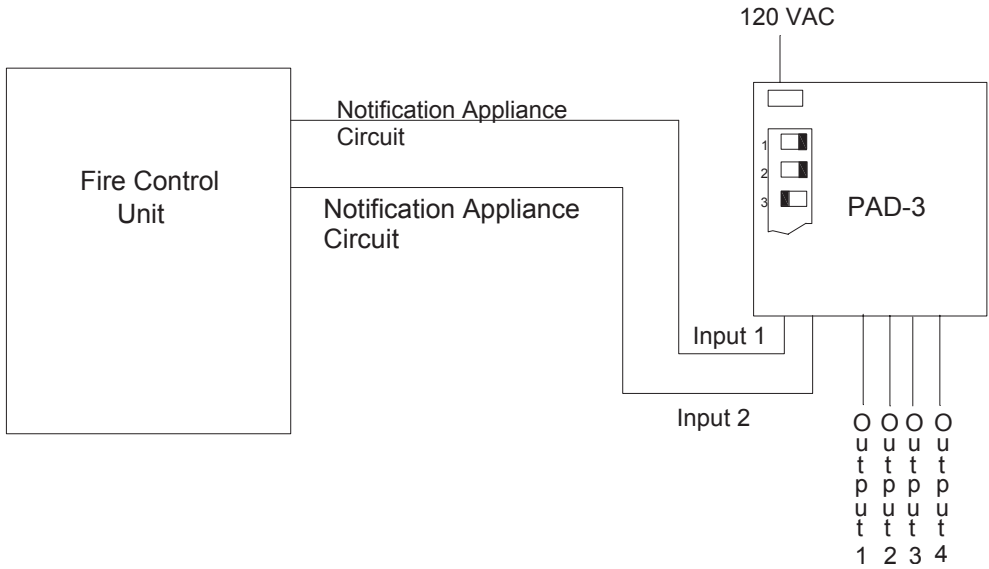 120 VAC
Notification Appliance
Circuit
Fire Control
Unit
Notification Appliance
Circuit
1
2
3
PAD-3
Input 1
Input 2
Output 1
Output 2
Output 3
Output 4